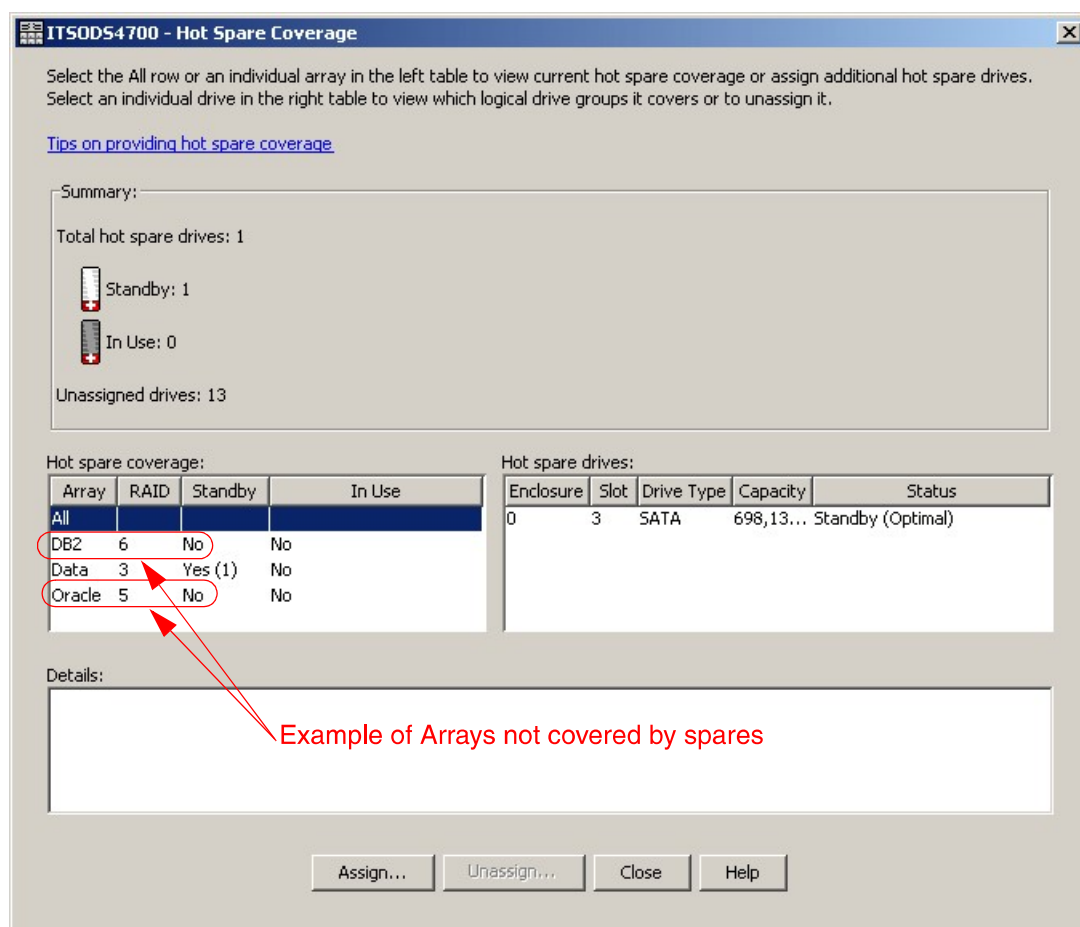 ITSODS4700 - Hot Spare Coverage
Select the All row or an individual array in the left table to view current hot spare coverage or assign additional hot spare drives.
Select an individual drive in the right table to view which logical drive groups it covers or to unassign it.
Tips on providing hot spare coverage
Summary:
Total hot spare drives: 1
Standby: 1
In Use: 0
Unassigned drives: 13
Hot spare coverage:
Array RAID Standby In Use
All
DB2 6 No No
Data 3 Yes (1) No
Oracle 5 No No
Hot spare drives:
Enclosure Slot Drive Type Capacity Status
0 3 SATA 698,13... Standby (Optimal)
Details:
Example of Arrays not covered by spares
Assign... Unassign... Close Help